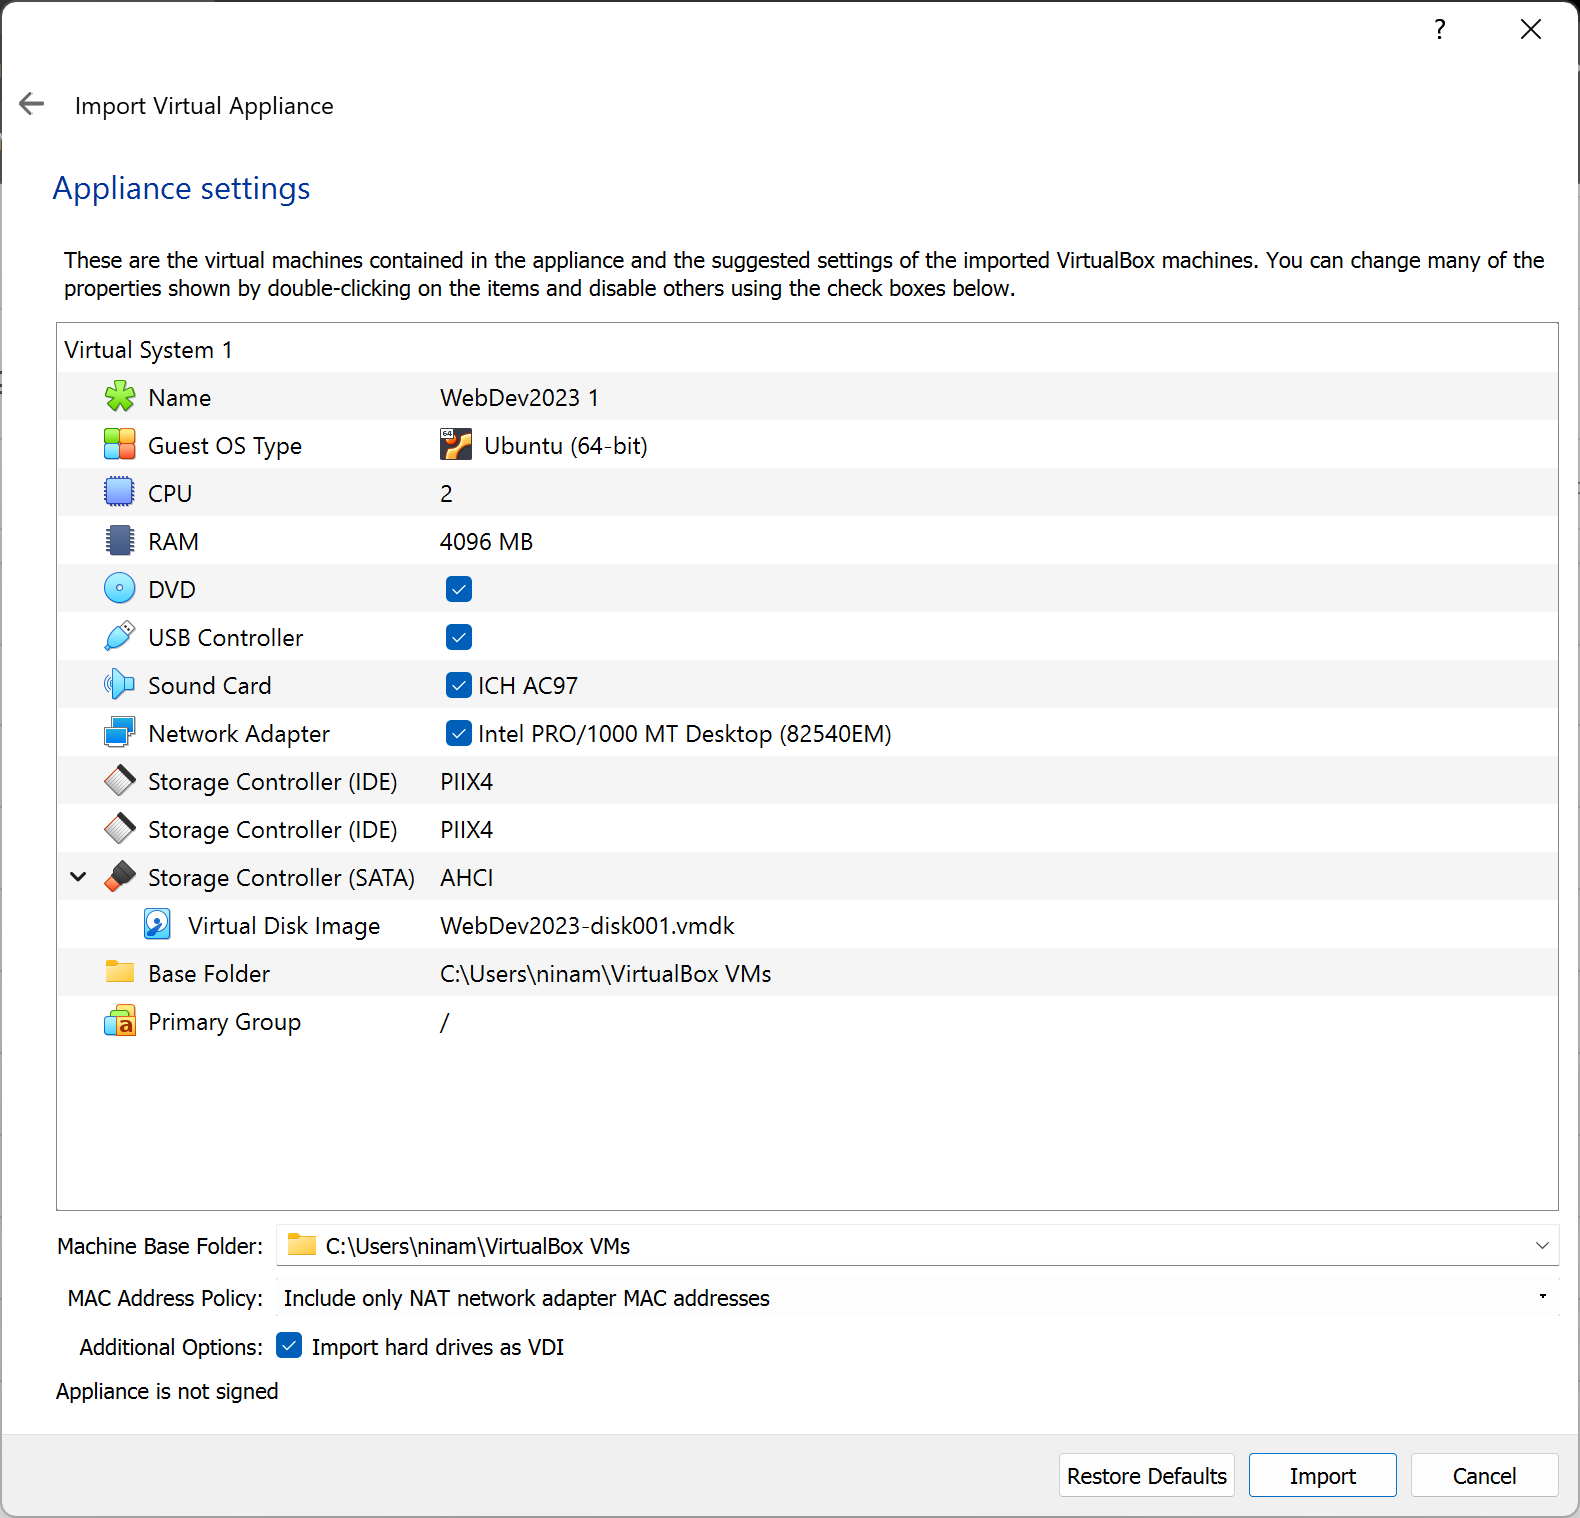 ?
Import Virtual Appliance
Appliance settings
These are the virtual machines contained in the appliance and the suggested settings of the imported VirtualBox machines. You can change many of the
properties shown by double-clicking on the items and disable others using the check boxes below.
Virtual System 1
Name WebDev2023 1
Guest OS Type 64 Ubuntu (64-bit)
CPU 2
RAM 4096 MB
DVD
USB Controller
Sound Card ICH AC97
Network Adapter Intel PRO/1000 MT Desktop (82540EM)
Storage Controller (IDE) PIIX4
Storage Controller (IDE) PIIX4
Storage Controller (SATA) AHCI
Virtual Disk Image WebDev2023-disk001.vmdk
Base Folder C:\Users\ninam\VirtualBox VMs
a Primary Group /
Machine Base Folder: C:\Users\ninam\VirtualBox VMs
MAC Address Policy: Include only NAT network adapter MAC addresses
Additional Options: Import hard drives as VDI
Appliance is not signed
Restore Defaults Import Cancel